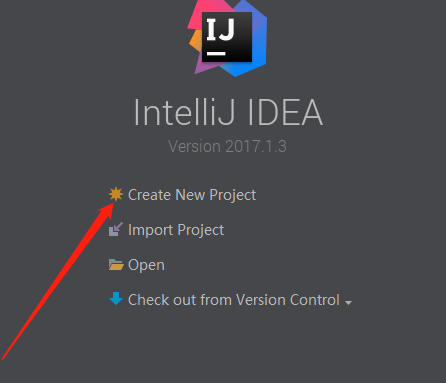 IJ
IntelliJ IDEA
Version 2017.1.3
Create New Project
Import Project
Open
Check out from Version Control